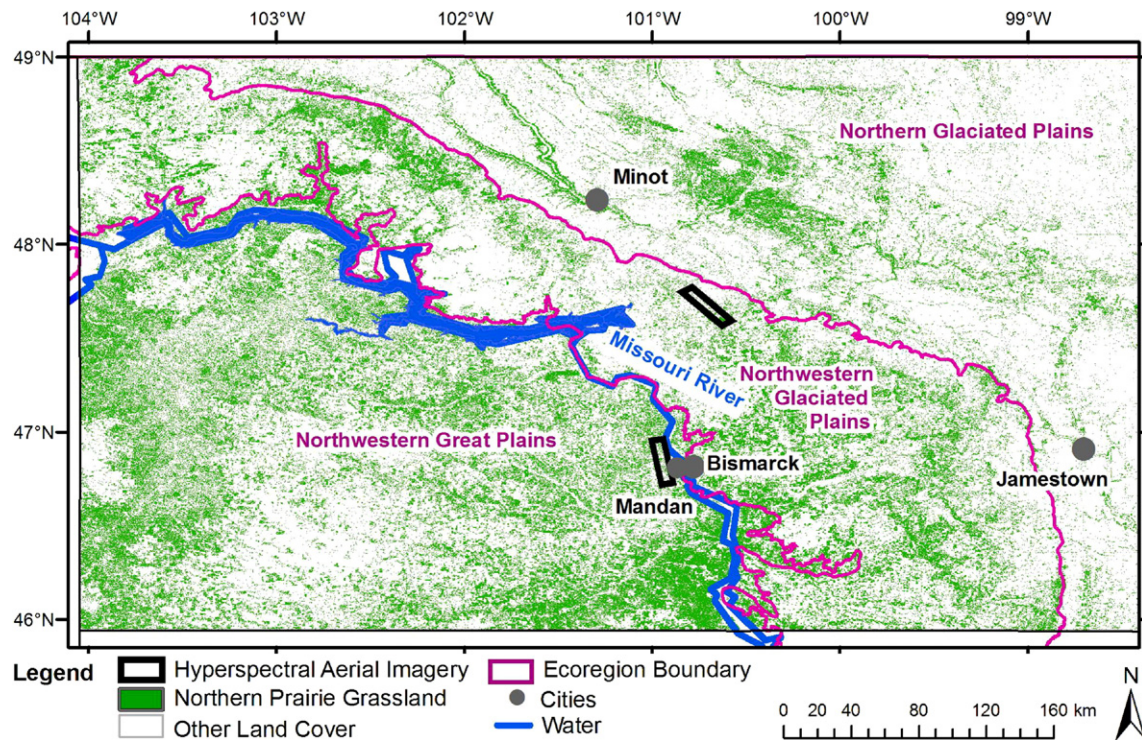 104°W 103°W 102°W 101°W 100°W 99°W
49°N
Northern Glaciated Plains
Minot
48°N
Missouri River
Northwestern
Glaciated
Plains
47°N
Northwestern Great Plains
Bismarck
Jamestown
Mandan
46°N
Legend
Hyperspectral Aerial Imagery
Ecoregion Boundary
Northern Prairie Grassland
Cities
Other Land Cover
Water
N
0 20 40 80 120 160 km